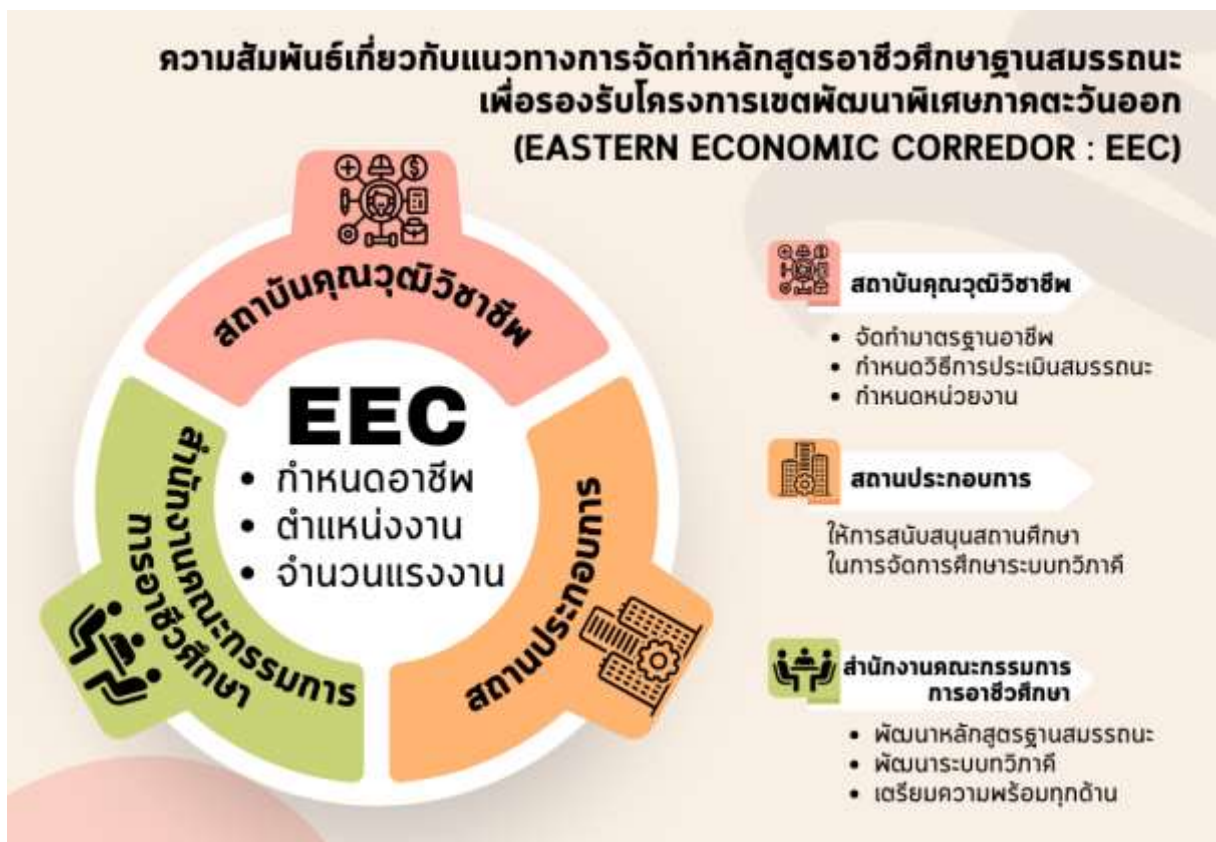 ความสัมพันธ์เกี่ยวกับแนวทางการจัดทำหลักสูตรอาชีวศึกษาฐานสมรรถนะ
เพื่อรองรับโครงการเขตพัฒนาพิเศษภาคตะวันออก
(EASTERN ECONOMIC CORREDOR : EEC)
สถาบันคุณวุฒิวิชาชีพ
EEC
• กำหนดอาชีพ
• ตำแหน่งงาน
• จำนวนแรงงาน
สำนักงานคณะกรรมการ
การอาชีวศึกษา
สถานประกอบการ
สถาบันคุณวุฒิวิชาชีพ
• จัดทำมาตรฐานอาชีพ
• กำหนดวิธีการประเมินสมรรถนะ
• กำหนดหน่วยงาน
สถานประกอบการ
ให้การสนับสนุนสถานศึกษา
ในการจัดการศึกษาระบบทวิภาคี
สำนักงานคณะกรรมการ
การอาชีวศึกษา
• พัฒนาหลักสูตรฐานสมรรถนะ
• พัฒนาระบบทวิภาคี
• เตรียมความพร้อมทุกด้าน